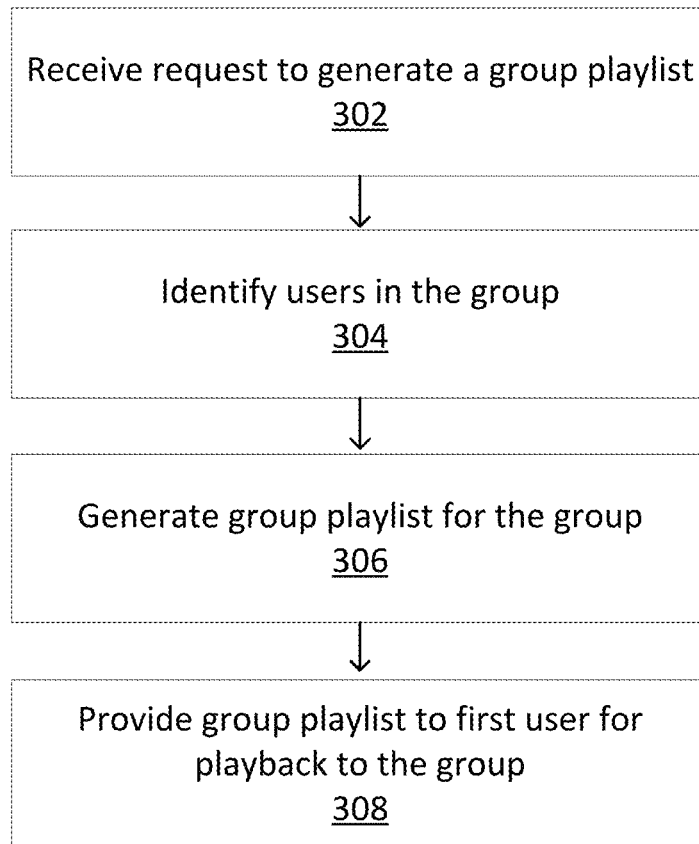 Receive request to generate a group playlist
302
Identify users in the group
304
Generate group playlist for the group
306
Provide group playlist to first user for
playback to the group
308